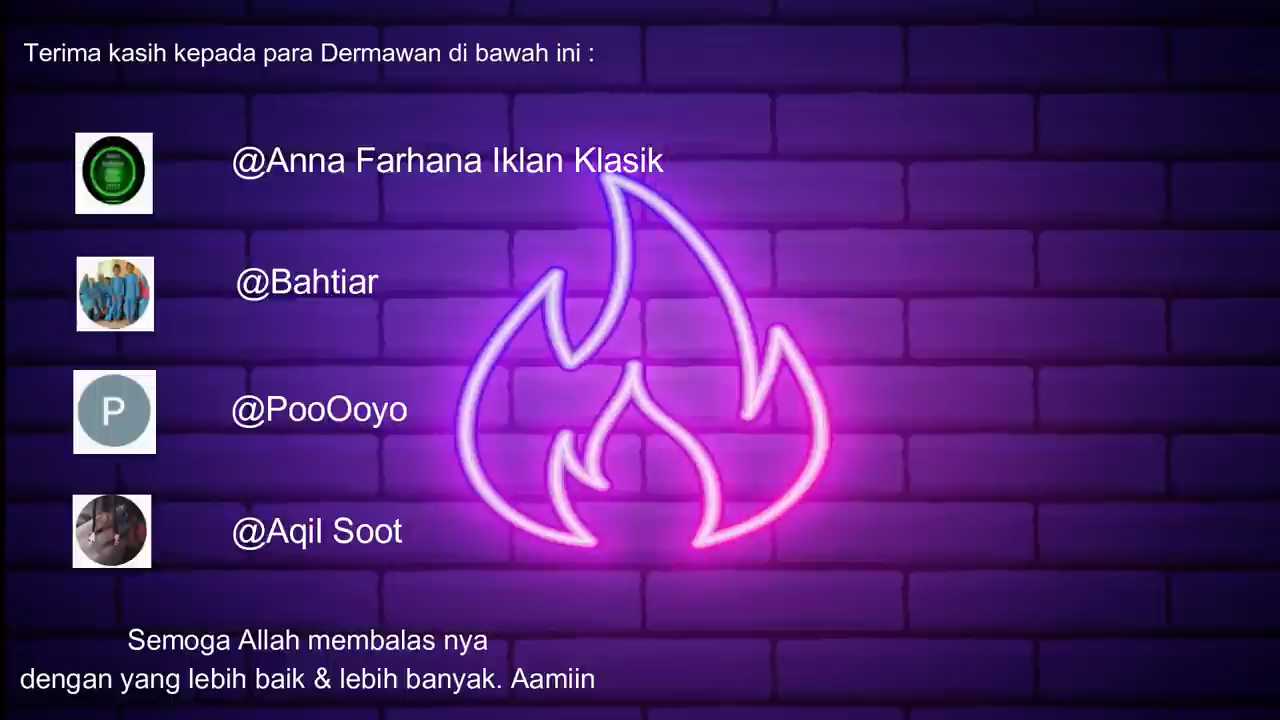 Terima kasih kepada para Dermawan di bawah ini :
@Anna Farhana Iklan Klasik
@Bahtiar
P
@PooOoyo
@Aqil Soot
Semoga Allah membalas nya
dengan yang lebih baik & lebih banyak. Aamiin